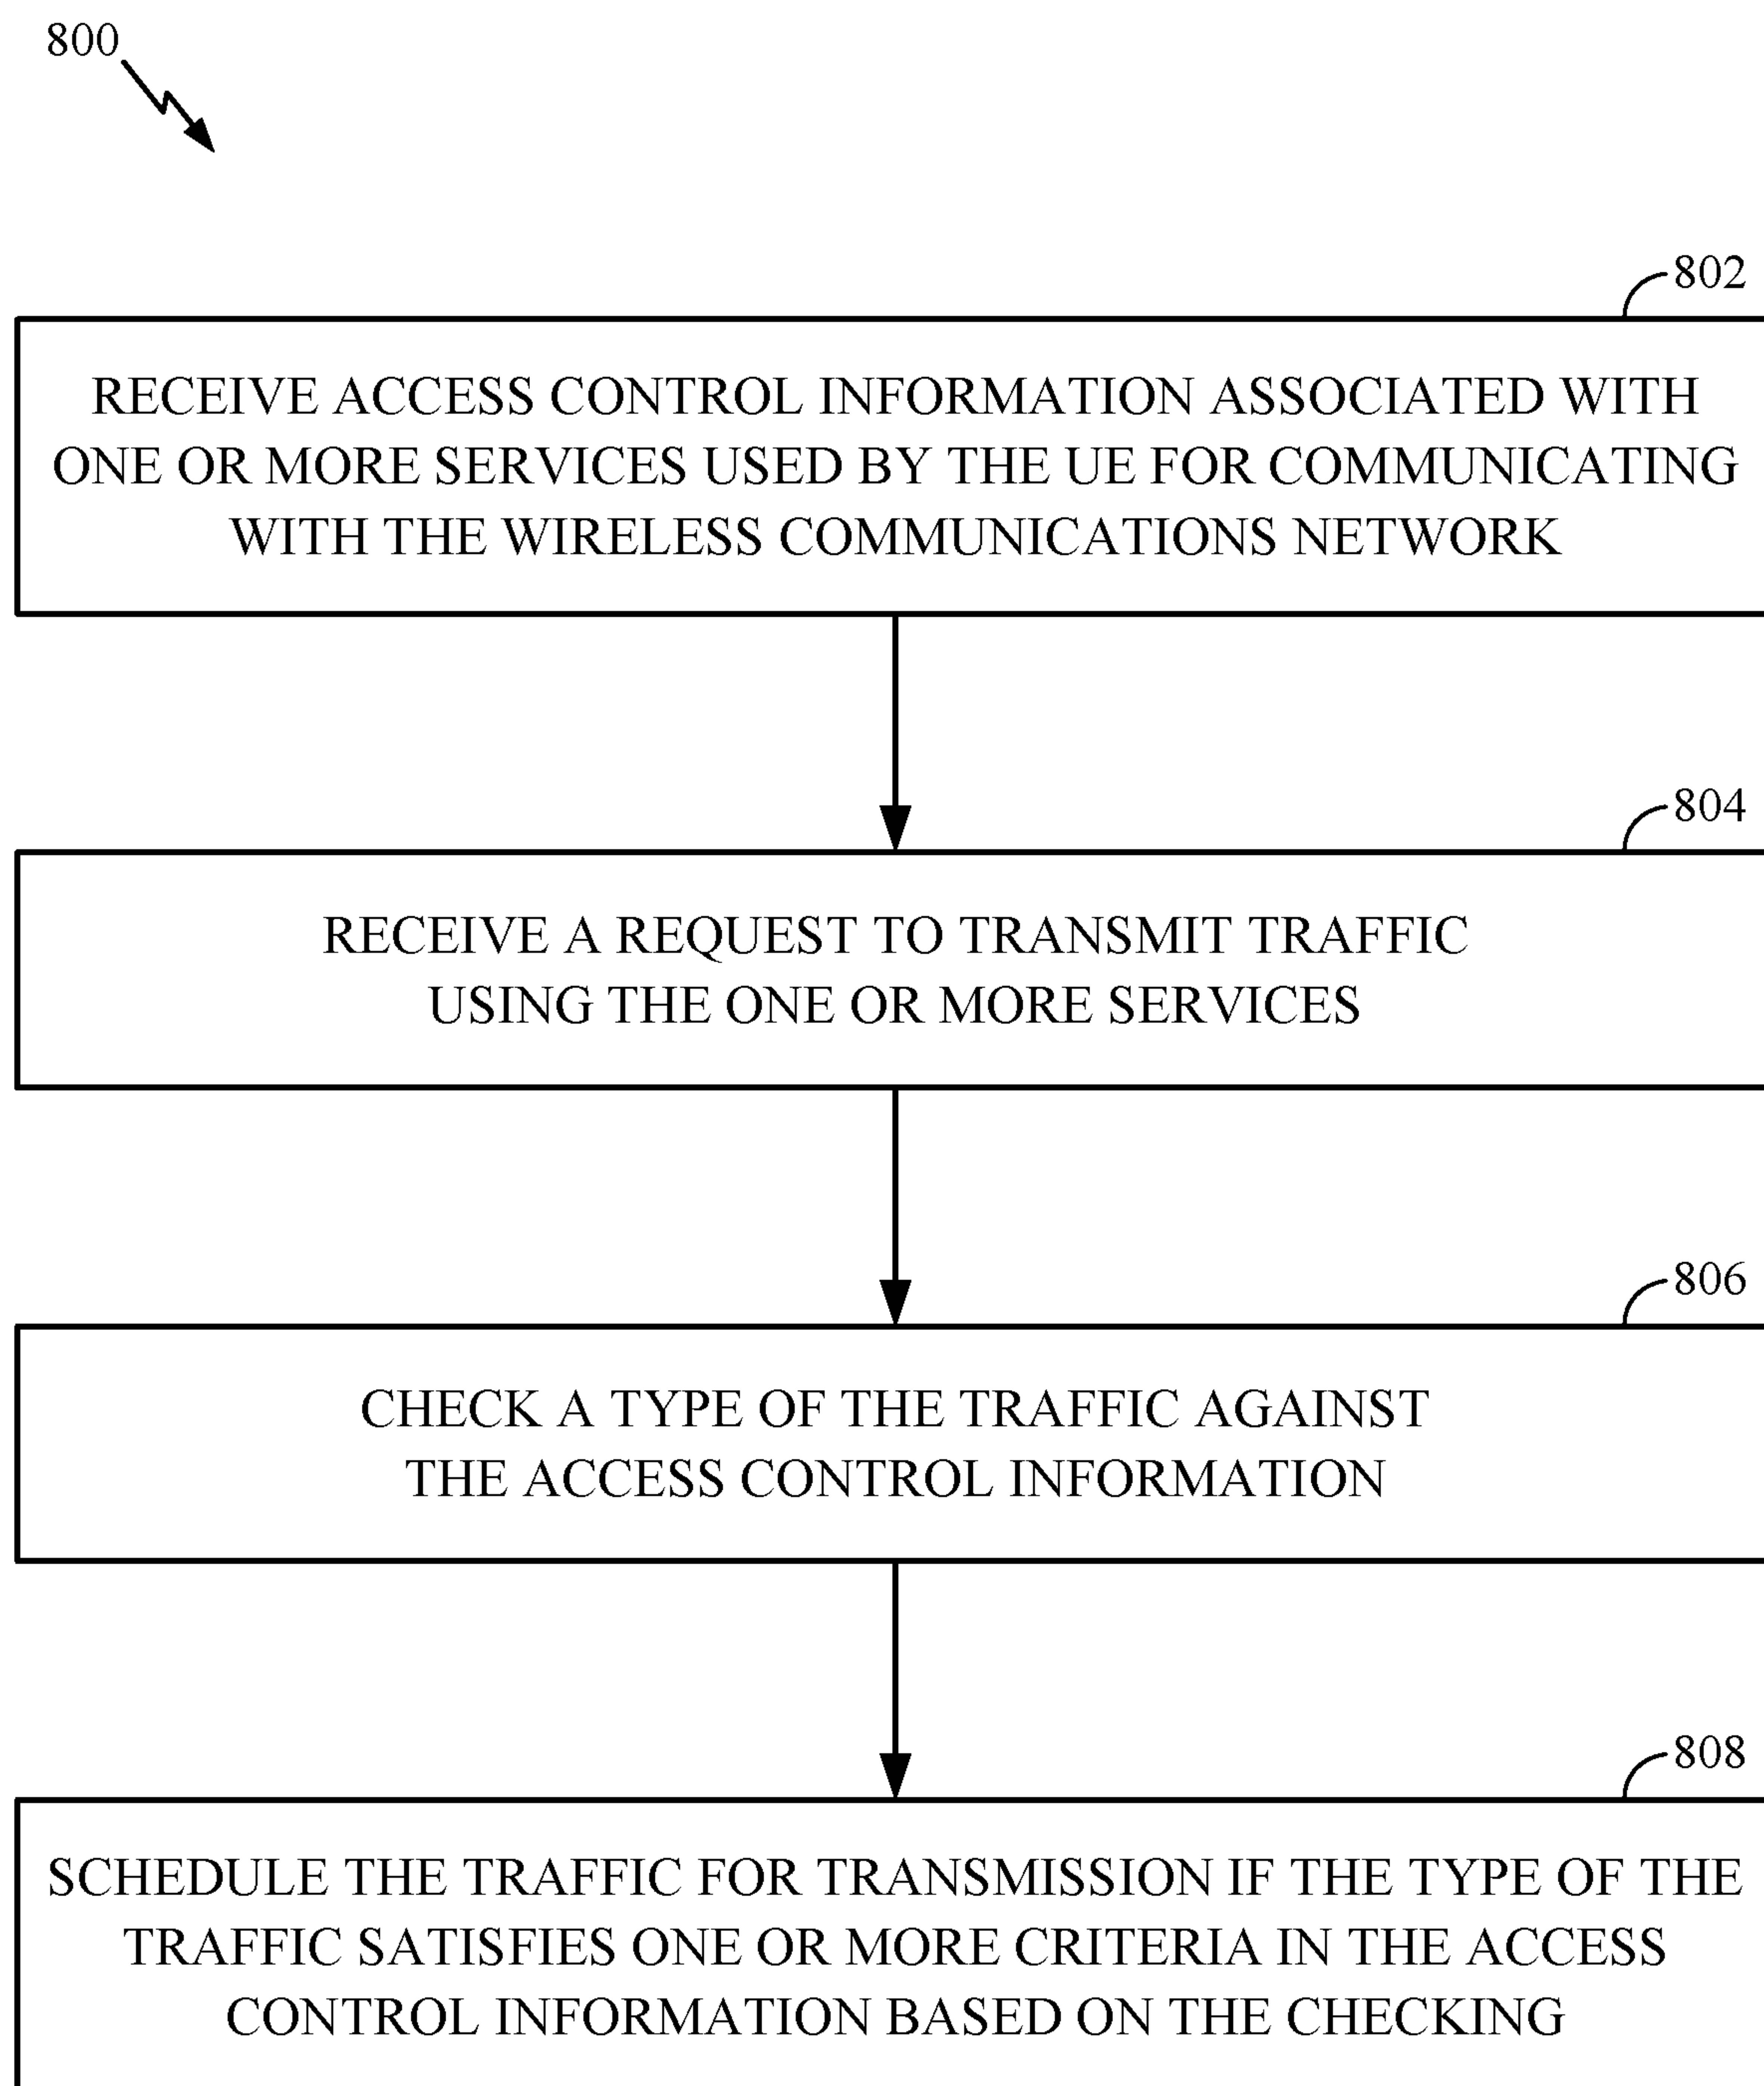 800
802
RECEIVE ACCESS CONTROL INFORMATION ASSOCIATED WITH
ONE OR MORE SERVICES USED BY THE UE FOR COMMUNICATING
WITH THE WIRELESS COMMUNICATIONS NETWORK
804
RECEIVE A REQUEST TO TRANSMIT TRAFFIC
USING THE ONE OR MORE SERVICES
806
CHECK A TYPE OF THE TRAFFIC AGAINST
THE ACCESS CONTROL INFORMATION
808
SCHEDULE THE TRAFFIC FOR TRANSMISSION IF THE TYPE OF THE
TRAFFIC SATISFIES ONE OR MORE CRITERIA IN THE ACCESS
CONTROL INFORMATION BASED ON THE CHECKING